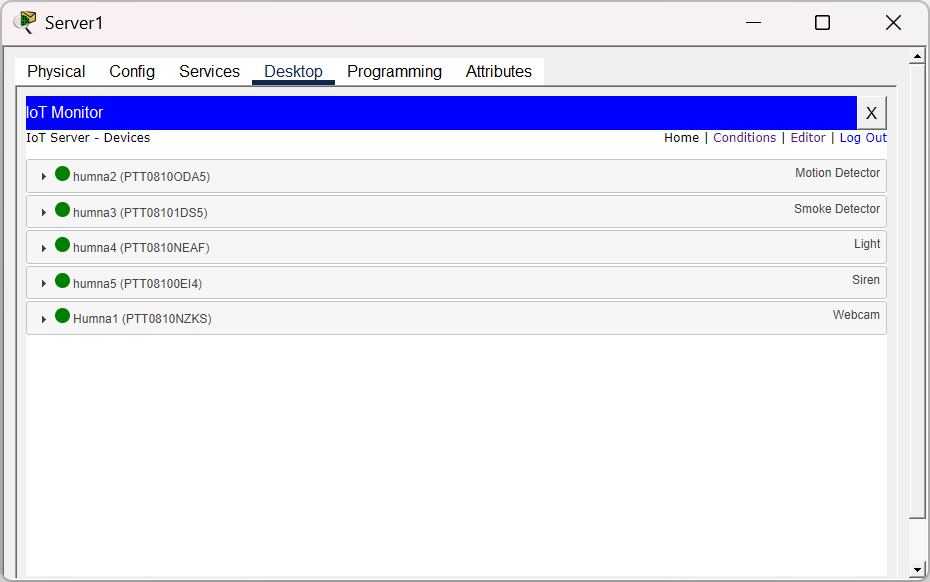 Server1
Physical Config Services Desktop Programming Attributes
IoT Monitor X
IoT Server - Devices Home | Conditions | Editor | Log Out
humna2 (PTT0810ODA5) Motion Detector
humna3 (PTT08101DS5) Smoke Detector
humna4 (PTT0810NEAF) Light
humna5 (PTT08100EI4) Siren
Humna1 (PTT0810NZKS) Webcam